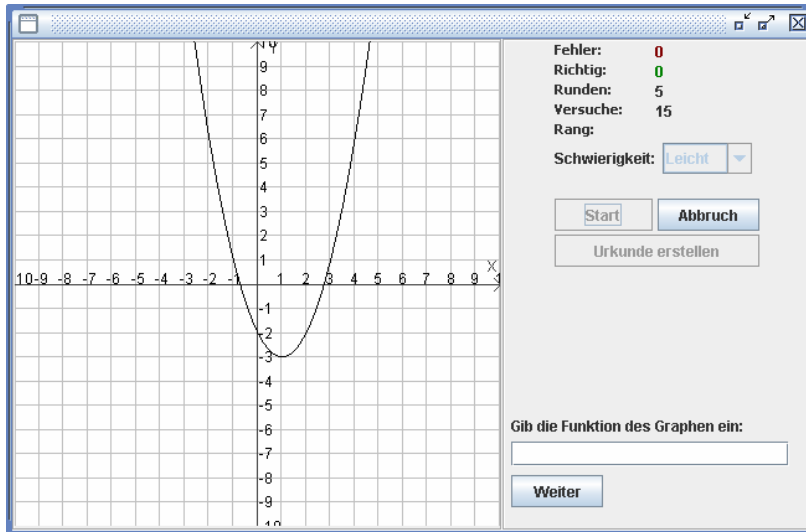 Y
9
8
7
6
5
4
3
2
1
X
10 -9 -8 -7 -6 -5 -4 -3 -2 -1 1 2 3 4 5 6 7 8 9
-1
-2
-3
-4
-5
-6
-7
-8
-9
Fehler: 0
Richtig: 0
Runden: 5
Versuche: 15
Rang:
Schwierigkeit: Leicht
Start Abbruch
Urkunde erstellen
Gib die Funktion des Graphen ein:
Weiter